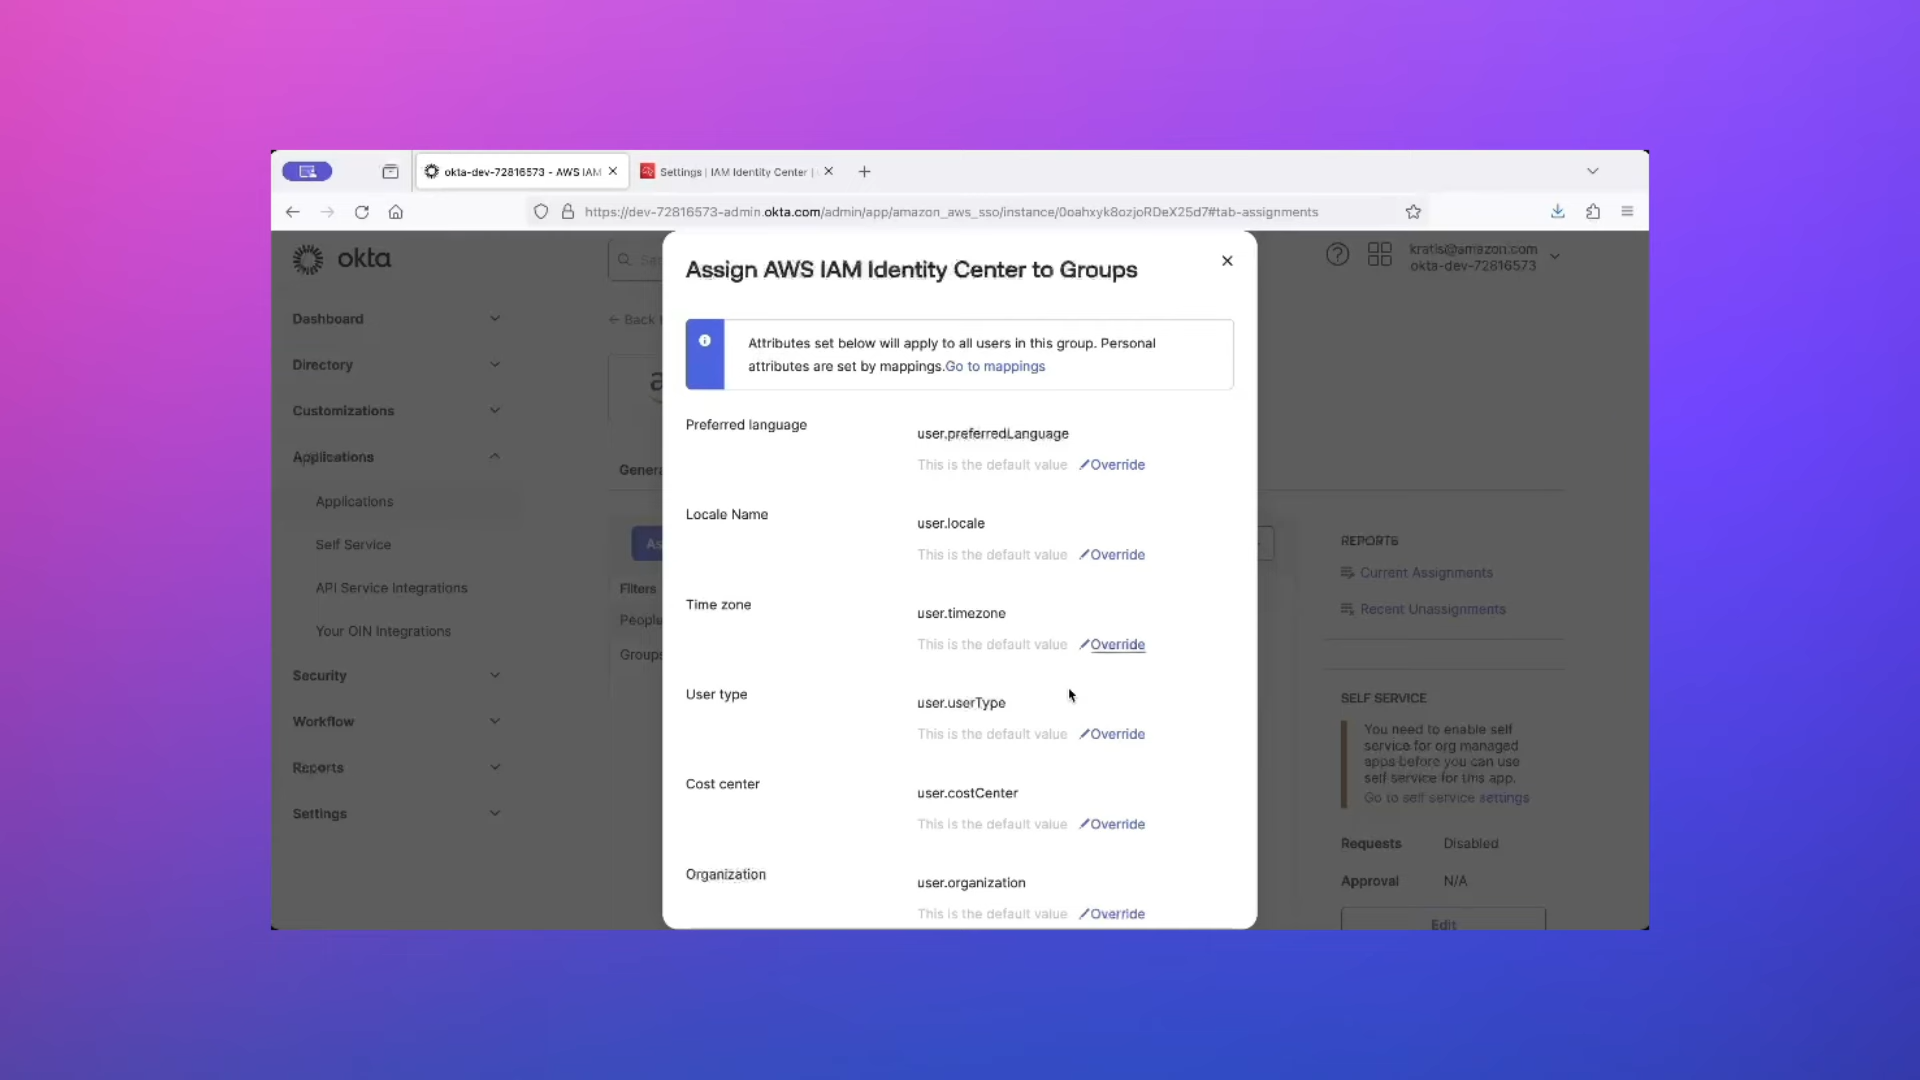 okta-dev-72816573 - AWS IAM
Settings | IAM Identity Center |
https://dev-72816573-admin.okta.com/admin/app/amazon_aws_sso/instance/0oahxyk8ozjoRDeX25d7#tab-assignments
okta
kratis@amazon.com
okta-dev-72816573
Dashboard
Directory
Customizations
Applications
Applications
Self Service
API Service Integrations
Your OIN Integrations
Security
Workflow
Reports
Settings
Back
Filters
Assign AWS IAM Identity Center to Groups
Attributes set below will apply to all users in this group. Personal
attributes are set by mappings.Go to mappings
Preferred language
user.preferredLanguage
This is the default value Override
Locale Name
user.locale
This is the default value Override
Time zone
user.timezone
This is the default value Override
User type
user.userType
This is the default value Override
Cost center
user.costCenter
This is the default value Override
Organization
user.organization
This is the default value Override
REPORTS
Current Assignments
Recent Unassignments
SELF SERVICE
You need to enable self
service for org managed
apps before you can use
self service for this app.
Go to self service settings
Requests Disabled
Approval N/A
Edit